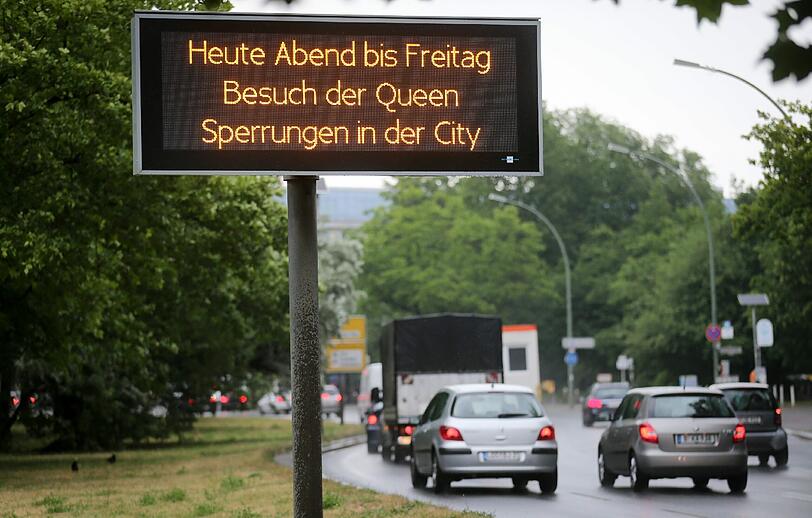 Heute Abend bis Freitag
Besuch der Queen
Sperrungen in der City